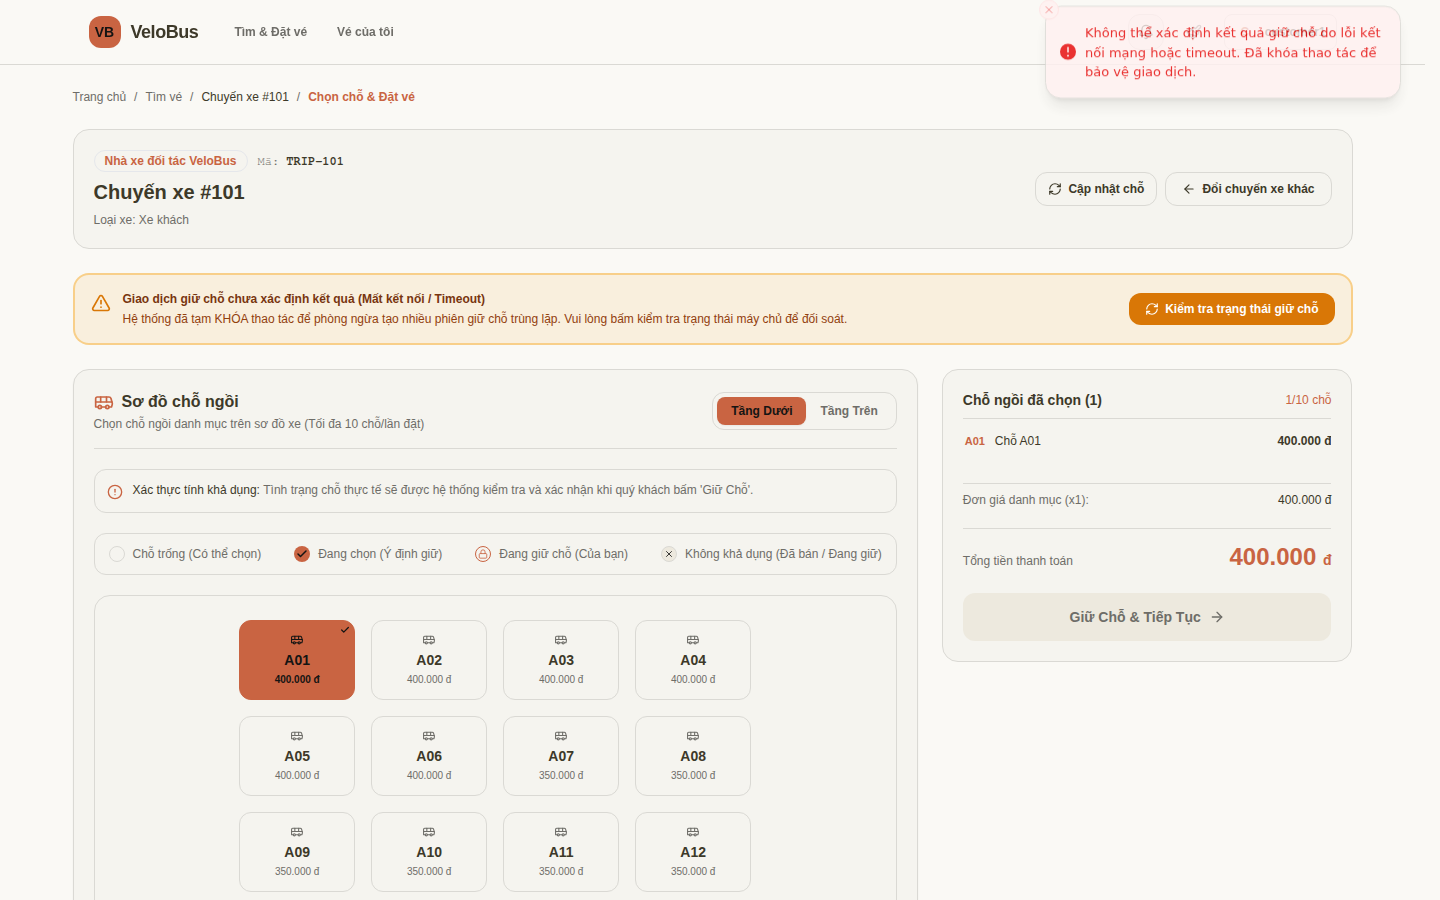 VB VeloBus Tìm & Đặt vé Vé của tôi
Không thể xác định kết quả giữ chỗ do lỗi kết
nối mạng hoặc timeout. Đã khóa thao tác để
bảo vệ giao dịch.
Trang chủ / Tìm vé / Chuyến xe #101 / Chọn chỗ & Đặt vé
Nhà xe đối tác VeloBus Mã: TRIP-101
Chuyến xe #101
Loại xe: Xe khách
Cập nhật chỗ
Đổi chuyến xe khác
Giao dịch giữ chỗ chưa xác định kết quả (Mất kết nối / Timeout)
Hệ thống đã tạm KHÓA thao tác để phòng ngừa tạo nhiều phiên giữ chỗ trùng lặp. Vui lòng bấm kiểm tra trạng thái máy chủ để đối soát.
Kiểm tra trạng thái giữ chỗ
Sơ đồ chỗ ngồi
Chọn chỗ ngồi danh mục trên sơ đồ xe (Tối đa 10 chỗ/lần đặt)
Tầng Dưới Tầng Trên
Xác thực tính khả dụng: Tình trạng chỗ thực tế sẽ được hệ thống kiểm tra và xác nhận khi quý khách bấm 'Giữ Chỗ'.
Chỗ trống (Có thể chọn) Đang chọn (Ý định giữ) Đang giữ chỗ (Của bạn) Không khả dụng (Đã bán / Đang giữ)
A01 A02 A03 A04
400.000 đ 400.000 đ 400.000 đ 400.000 đ
A05 A06 A07 A08
400.000 đ 400.000 đ 350.000 đ 350.000 đ
A09 A10 A11 A12
350.000 đ 350.000 đ 350.000 đ 350.000 đ
Chỗ ngồi đã chọn (1) 1/10 chỗ
A01 Chỗ A01 400.000 đ
Đơn giá danh mục (x1): 400.000 đ
Tổng tiền thanh toán 400.000 đ
Giữ Chỗ & Tiếp Tục